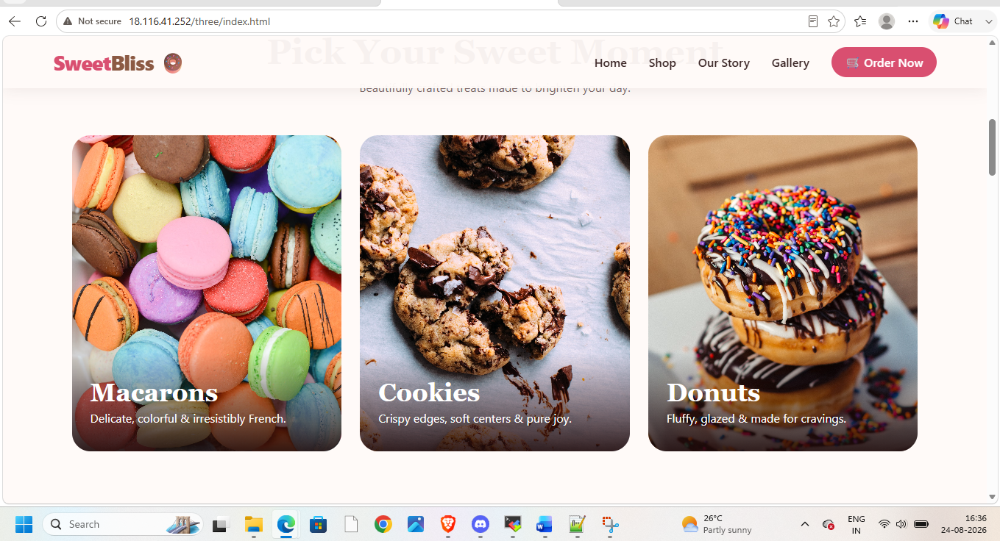 Not secure 18.116.41.252/three/index.html
Chat
Pick Your Sweet Moment
SweetBliss
Home Shop Our Story Gallery Order Now
Beautifully crafted treats made to brighten your day.
Macarons
Delicate, colorful & irresistibly French.
Cookies
Crispy edges, soft centers & pure joy.
Donuts
Fluffy, glazed & made for cravings.
Search
26°C
Partly sunny
ENG
IN
16:36
24-08-2026